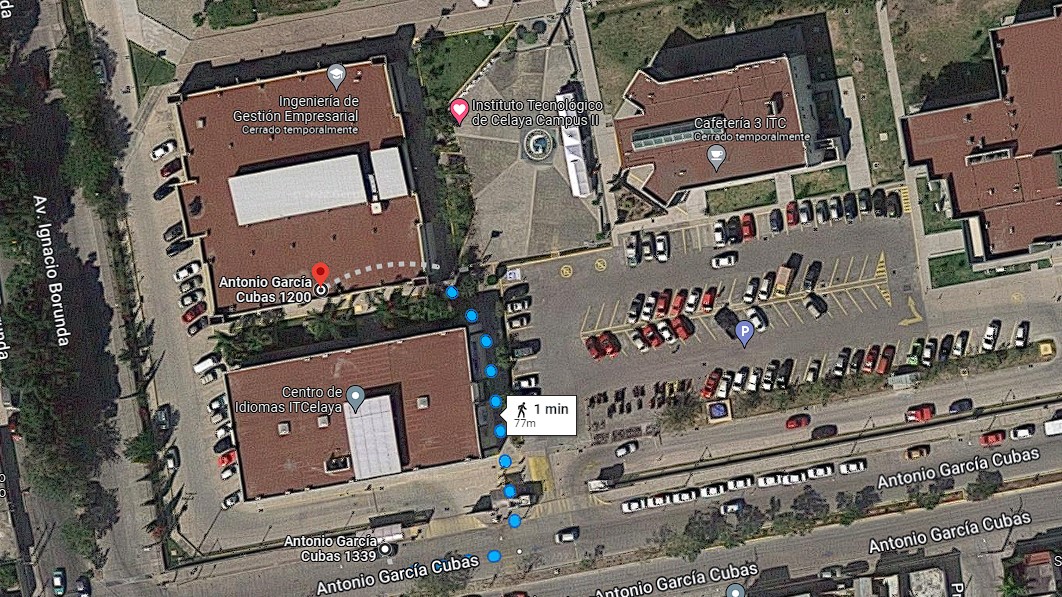 Ingeniería de
Gestión Empresarial
Cerrado temporalmente
Instituto Tecnológico
de Celaya Campus II
Cafetería 3 ITC
Cerrado temporalmente
Av. Ignacio Borunda
Antonio García
Cubas 1200
P
Centro de
Idiomas ITCelaya
1 min
77m
Antonio García Cubas
Antonio García
Cubas 1339
Antonio García Cubas
Antonio García Cubas
Antonio García Cubas